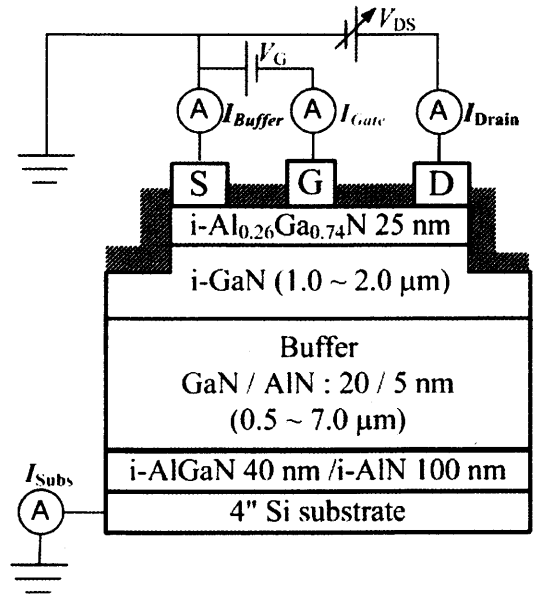 V_DS
V_G
A I_Buffer A I_Gate A I_Drain
S G D
i-Al₀.₂₆Ga₀.₇₄N 25 nm
i-GaN (1.0 ~ 2.0 μm)
Buffer
GaN / AlN : 20 / 5 nm
(0.5 ~ 7.0 μm)
i-AlGaN 40 nm /i-AlN 100 nm
I_Subs
A
4" Si substrate